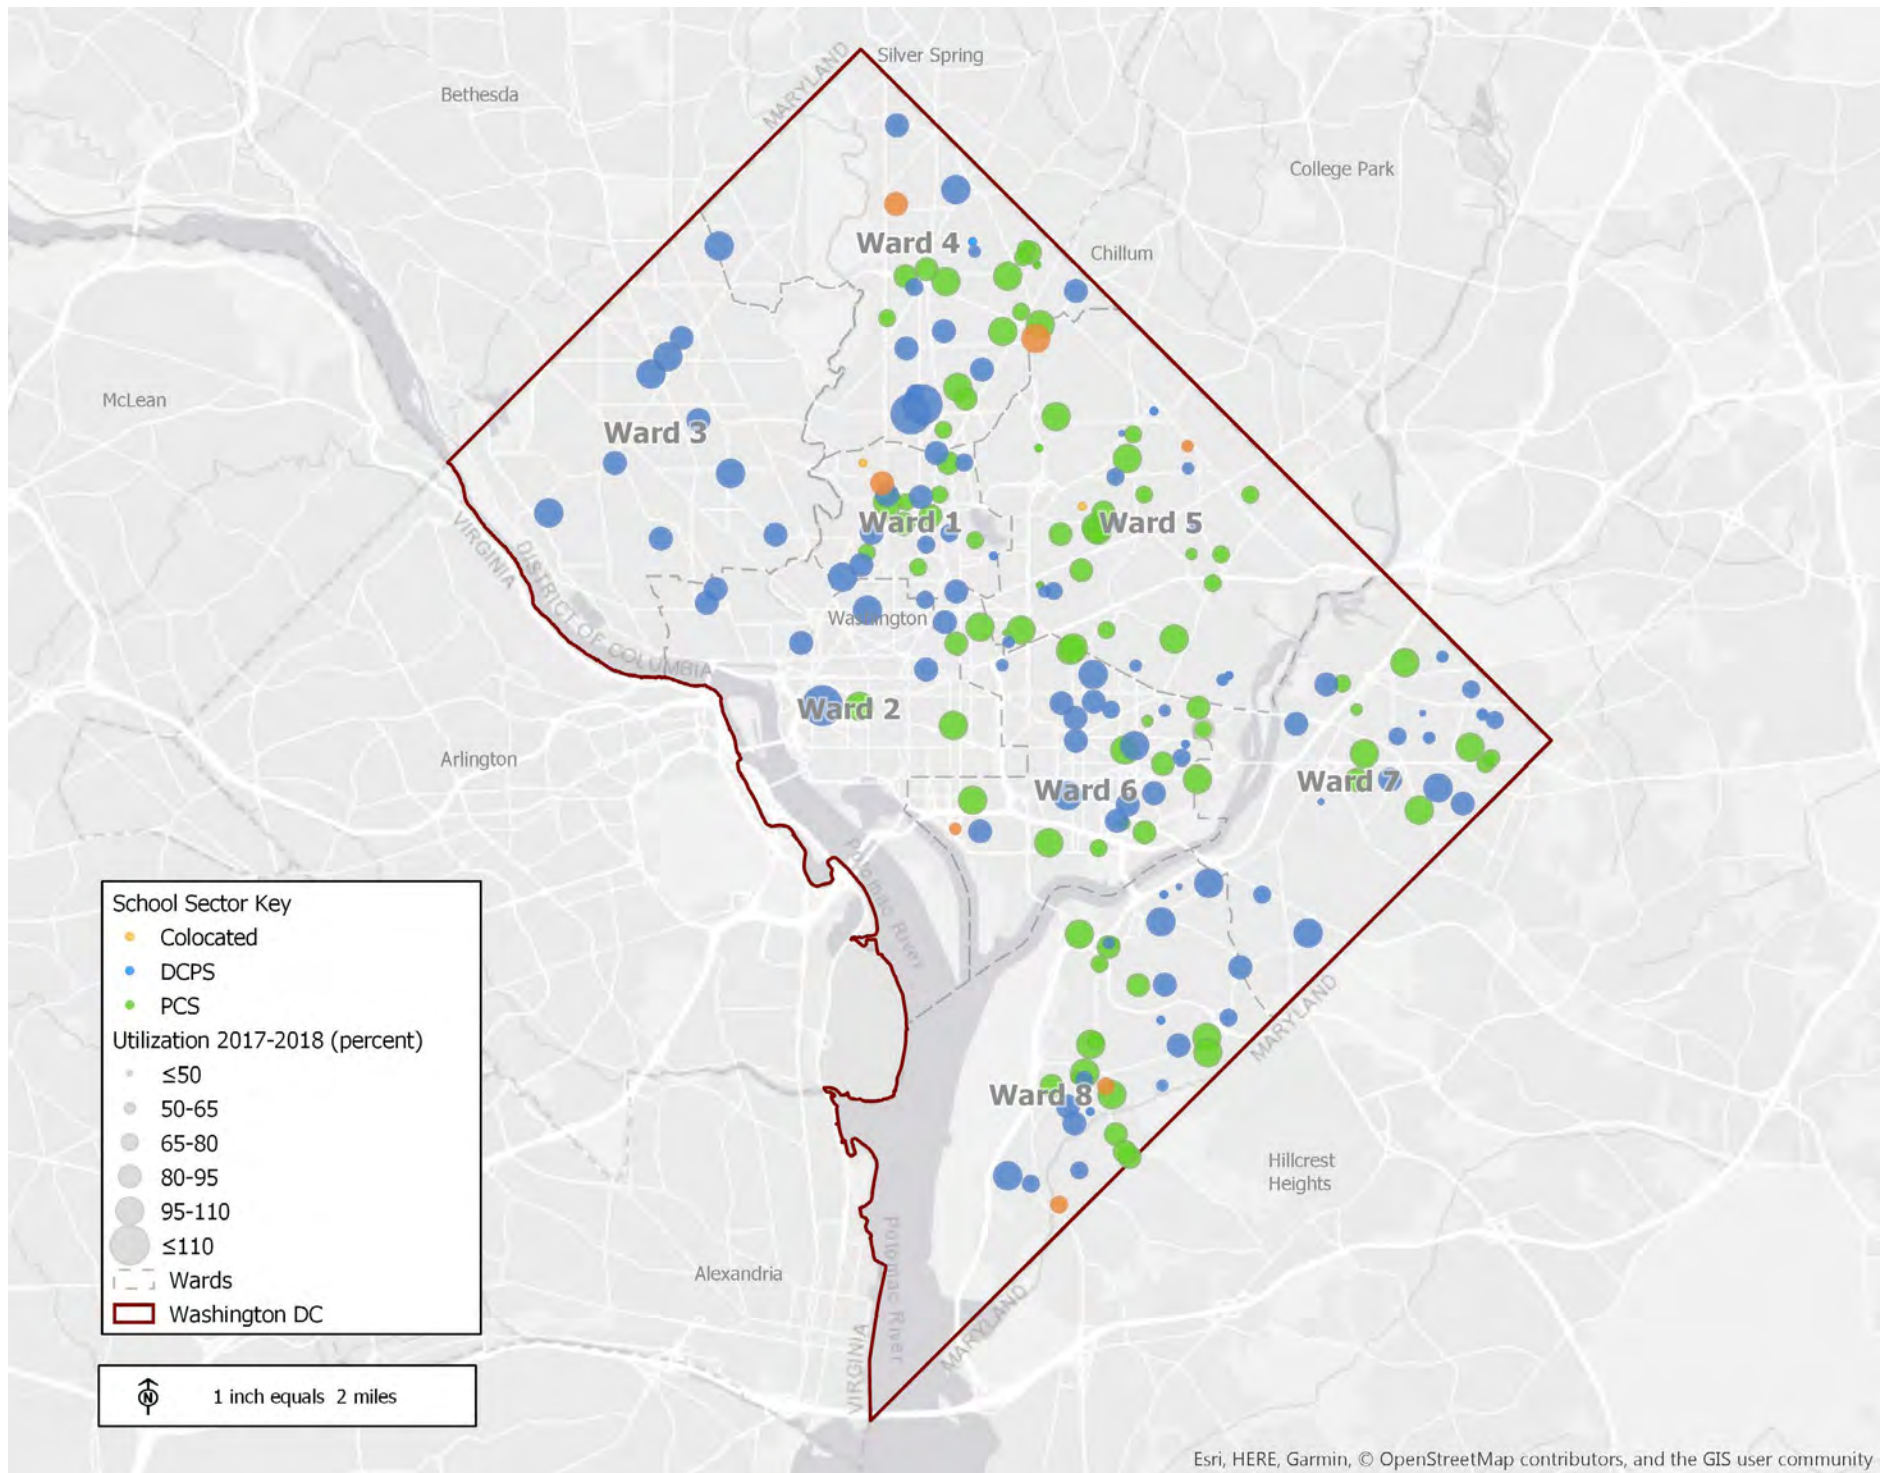 Silver Spring
MARYLAND
Bethesda
College Park
Ward 4
Chillum
McLean
Ward 3
VIRGINIA
DISTRICT OF COLUMBIA
Ward 1
Ward 5
Washington
Ward 2
Arlington
Ward 6
Ward 7
Potomac River
School Sector Key
Colocated
DCPS
PCS
Utilization 2017-2018 (percent)
≤50
50-65
65-80
80-95
95-110
≤110
Wards
Washington DC
MARYLAND
Ward 8
Hillcrest
Heights
Alexandria
Potomac River
VIRGINIA
MARYLAND
N
1 inch equals 2 miles
Esri, HERE, Garmin, © OpenStreetMap contributors, and the GIS user community